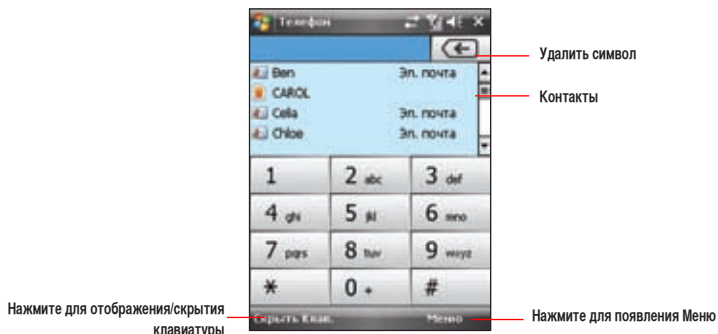 Телефон
Удалить символ
Ben Эл. почта
CAROL
Контакты
Celia Эл. почта
Chloe Эл. почта
1 2 abc 3 def
4 ghi 5 jkl 6 mno
7 pqrs 8 tuv 9 wxyz
* 0 + #
Нажмите для отображения/скрытия
клавиатуры
Скрыть Клав. Меню
Нажмите для появления Меню